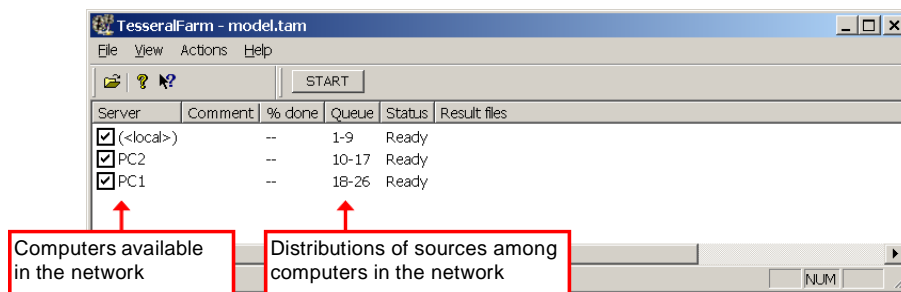 TesseralFarm - model.tam
File View Actions Help
START
Server Comment % done Queue Status Result files
(<local>) -- 1-9 Ready
PC2 -- 10-17 Ready
PC1 -- 18-26 Ready
Computers available
in the network
Distributions of sources among
computers in the network
NUM